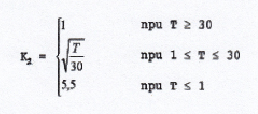 1 при T ≥ 30
K₂ = √(T/30) при 1 ≤ T ≤ 30
5,5 при T ≤ 1